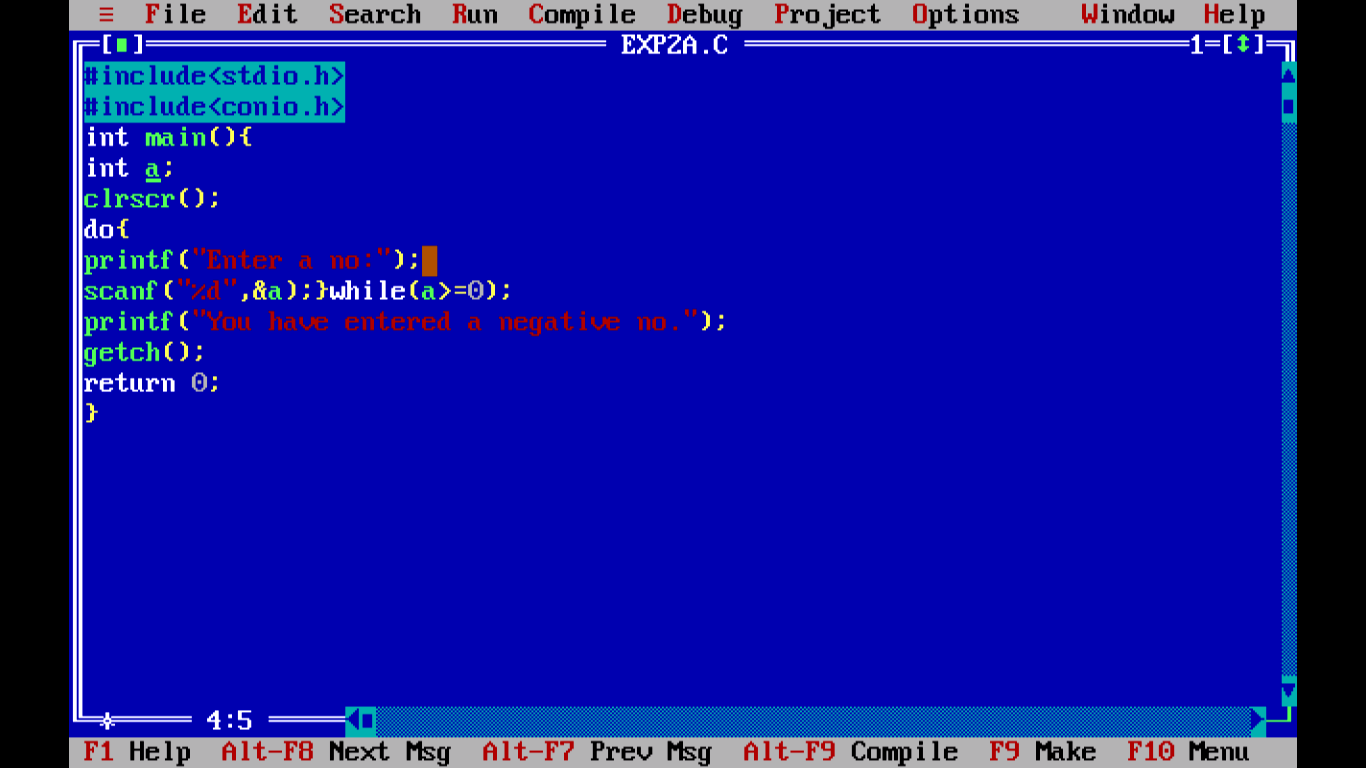 ≡ File Edit Search Run Compile Debug Project Options Window Help
[■] EXP2A.C 1=[↕]
#include<stdio.h>
#include<conio.h>
int main(){
int a;
clrscr();
do{
printf("Enter a no:");
scanf("%d",&a);}while(a>=0);
printf("You have entered a negative no.");
getch();
return 0;
}
4:5
F1 Help Alt-F8 Next Msg Alt-F7 Prev Msg Alt-F9 Compile F9 Make F10 Menu